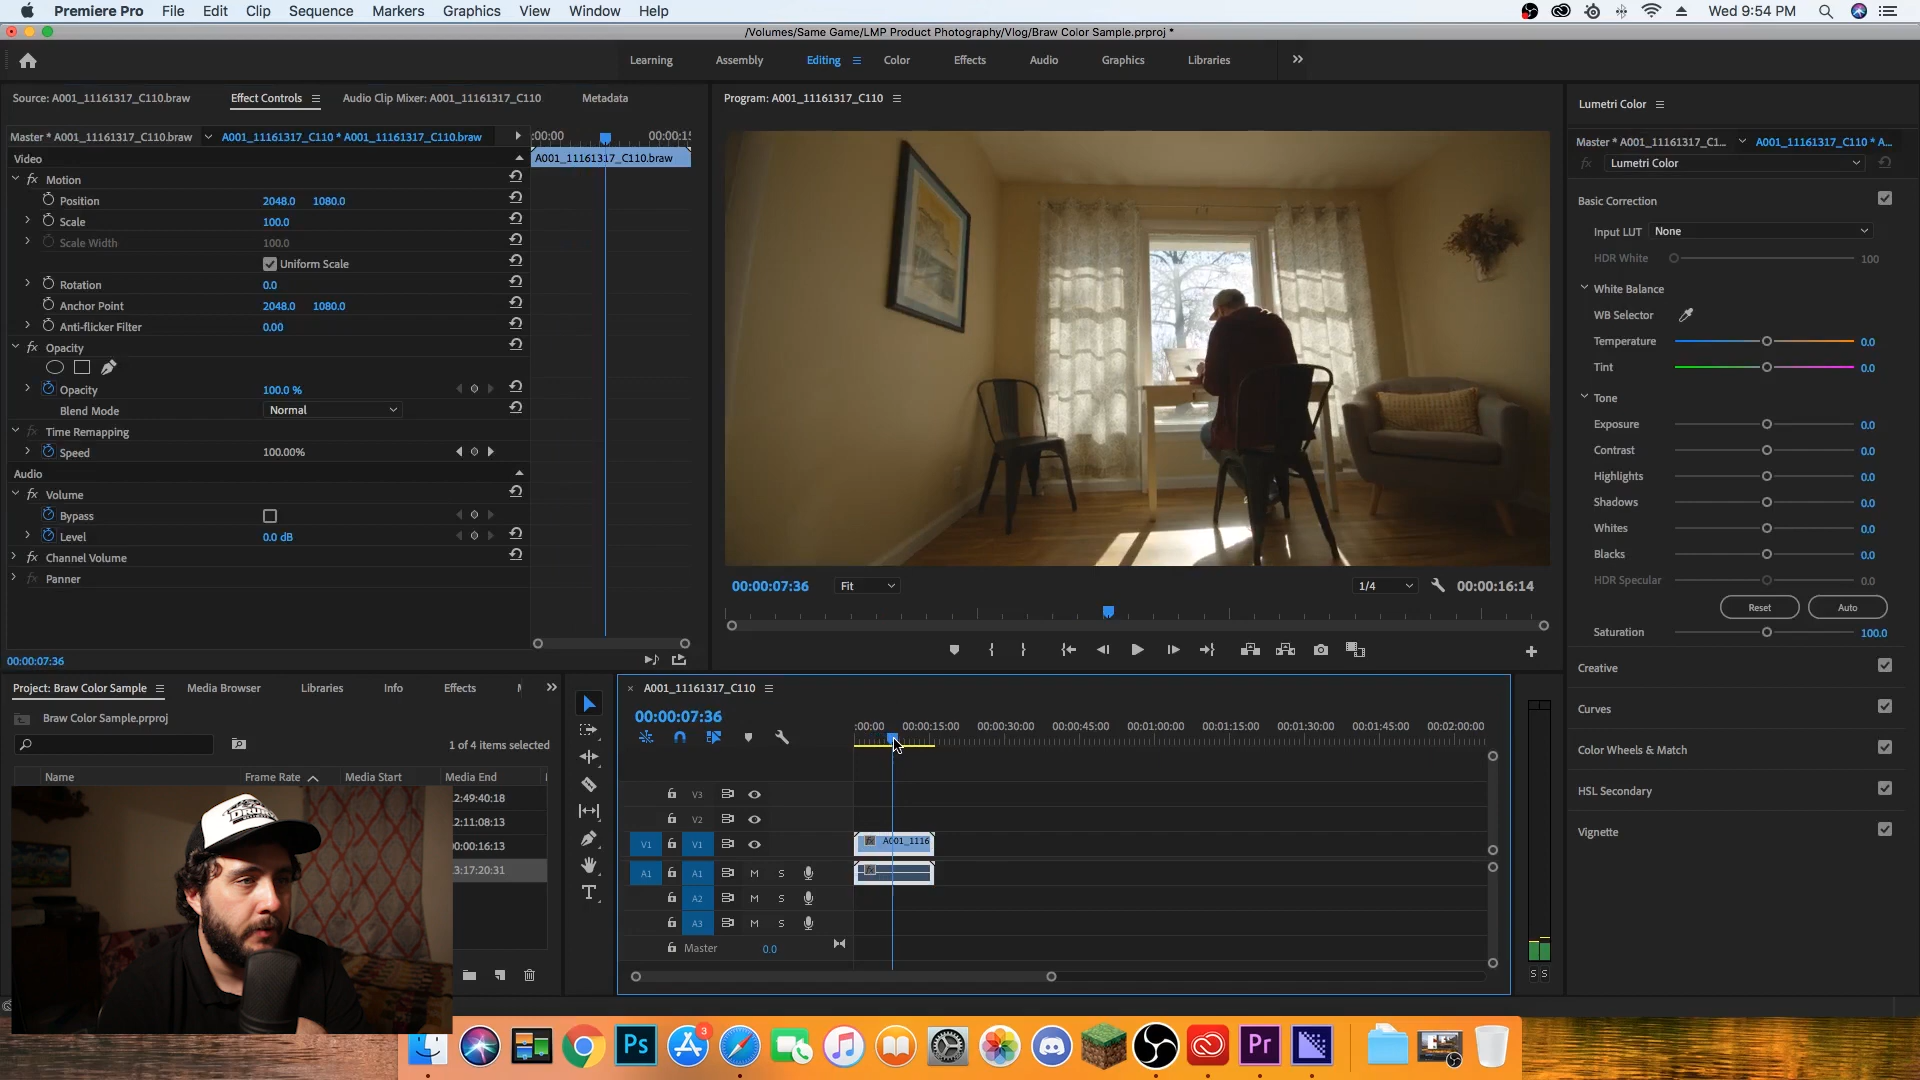 Premiere Pro File Edit Clip Sequence Markers Graphics View Window Help Wed 9:54 PM
/Volumes/Same Game/LMP Product Photography/Vlog/Braw Color Sample.prproj *
Learning Assembly Editing Color Effects Audio Graphics Libraries
Source: A001_11161317_C110.braw Effect Controls Audio Clip Mixer: A001_11161317_C110 Metadata
Program: A001_11161317_C110
Lumetri Color
Master * A001_11161317_C110.braw A001_11161317_C110 * A001_11161317_C110.braw :00:00 00:00:15
Master * A001_11161317_C1... A001_11161317_C110 * A...
Video
A001_11161317_C110.braw
fx Lumetri Color
fx Motion
Position 2048.0 1080.0
Basic Correction
Scale 100.0
Input LUT None
Scale Width 100.0
Uniform Scale
HDR White 100
Rotation 0.0
White Balance
Anchor Point 2048.0 1080.0
WB Selector
Anti-flicker Filter 0.00
Temperature 0.0
fx Opacity
Tint 0.0
Opacity 100.0 %
Tone
Blend Mode Normal
Exposure 0.0
fx Time Remapping
Contrast 0.0
Speed 100.00%
Highlights 0.0
Audio
fx Volume
Shadows 0.0
Bypass
Whites 0.0
Level 0.0 dB
Blacks 0.0
fx Channel Volume
fx Panner
HDR Specular 0.0
00:00:07:36 Fit 1/4 00:00:16:14
Reset Auto
Saturation 100.0
00:00:07:36
Creative
Curves
Color Wheels & Match
HSL Secondary
Vignette
Project: Braw Color Sample Media Browser Libraries Info Effects
Braw Color Sample.prproj
1 of 4 items selected
Name Frame Rate Media Start Media End
2:49:40:18
2:11:08:13
0:00:16:13
3:17:20:31
A001_11161317_C110
00:00:07:36
:00:00 00:00:15:00 00:00:30:00 00:00:45:00 00:01:00:00 00:01:15:00 00:01:30:00 00:01:45:00 00:02:00:00
V3
V2
V1 V1 A001_1116
A1 A1 M S
A2 M S
A3 M S
Master 0.0
S S
Ps 3 Pr